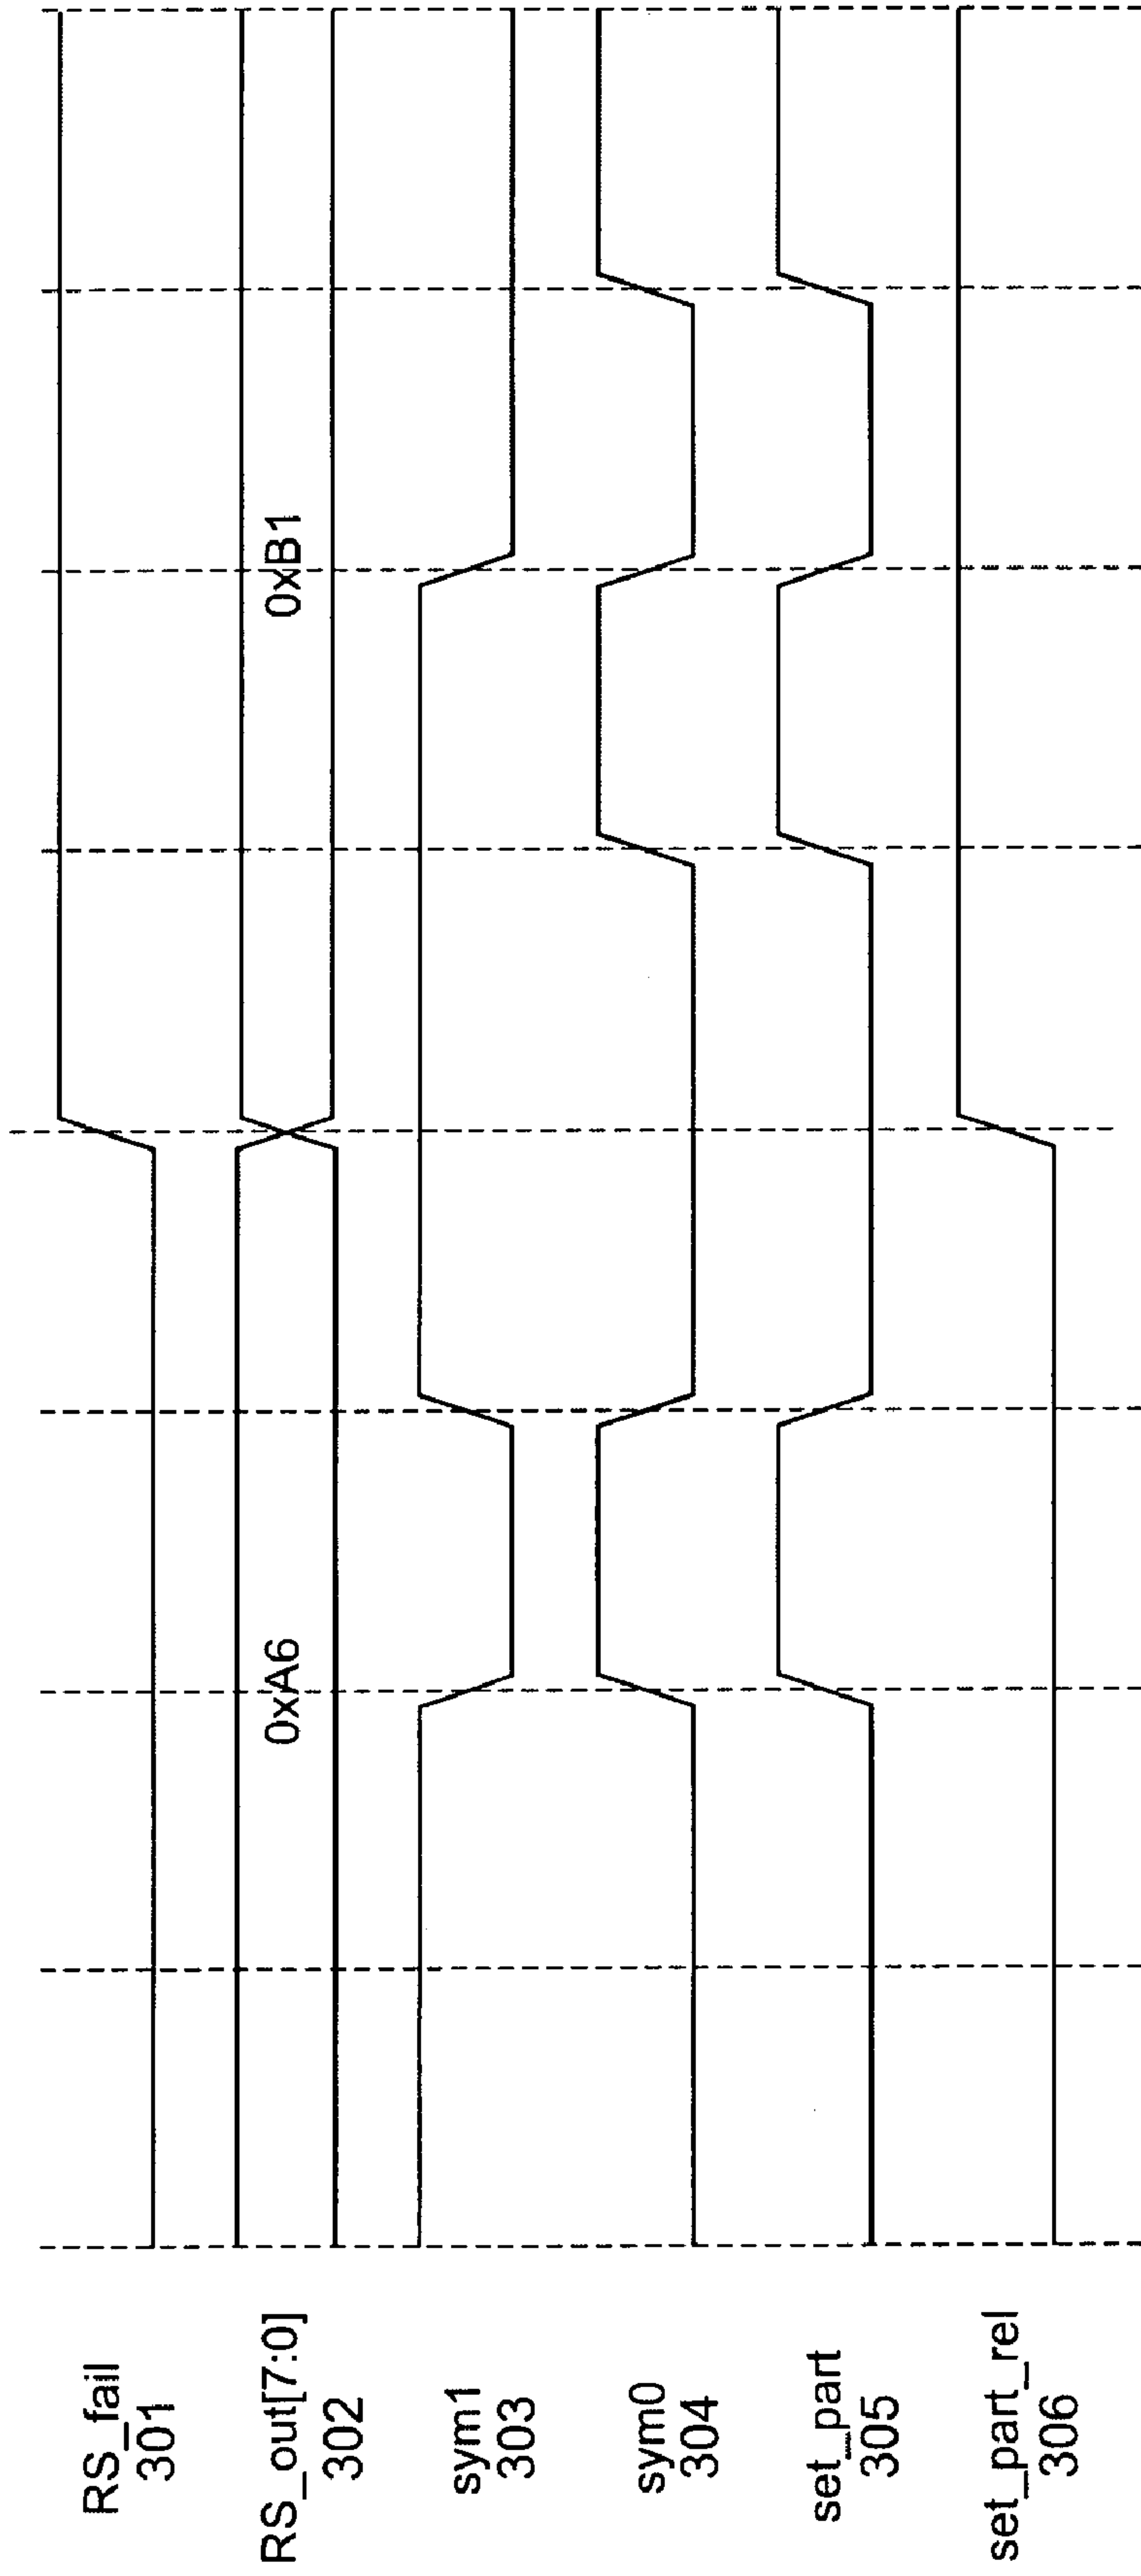 RS_fail
301
RS_out[7:0]
302
0xA6
0xB1
sym1
303
sym0
304
set_part
305
set_part_rel
306